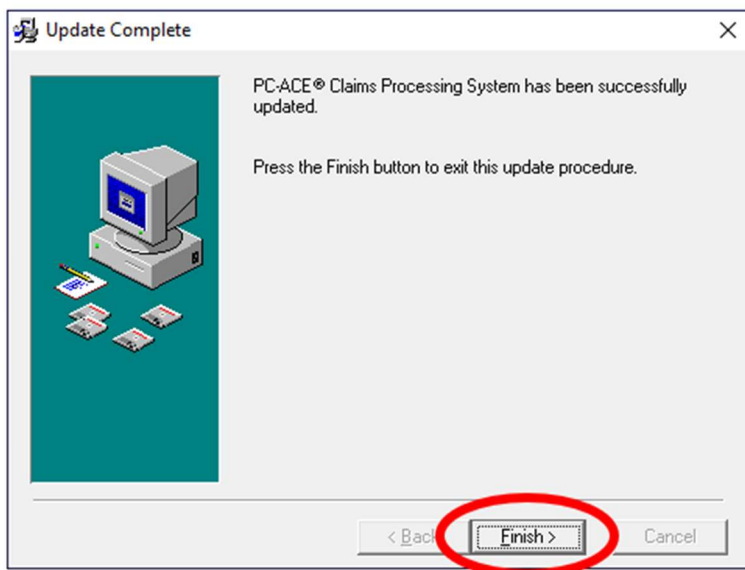 Update Complete
PC-ACE® Claims Processing System has been successfully
updated.
Press the Finish button to exit this update procedure.
< Back
Finish >
Cancel